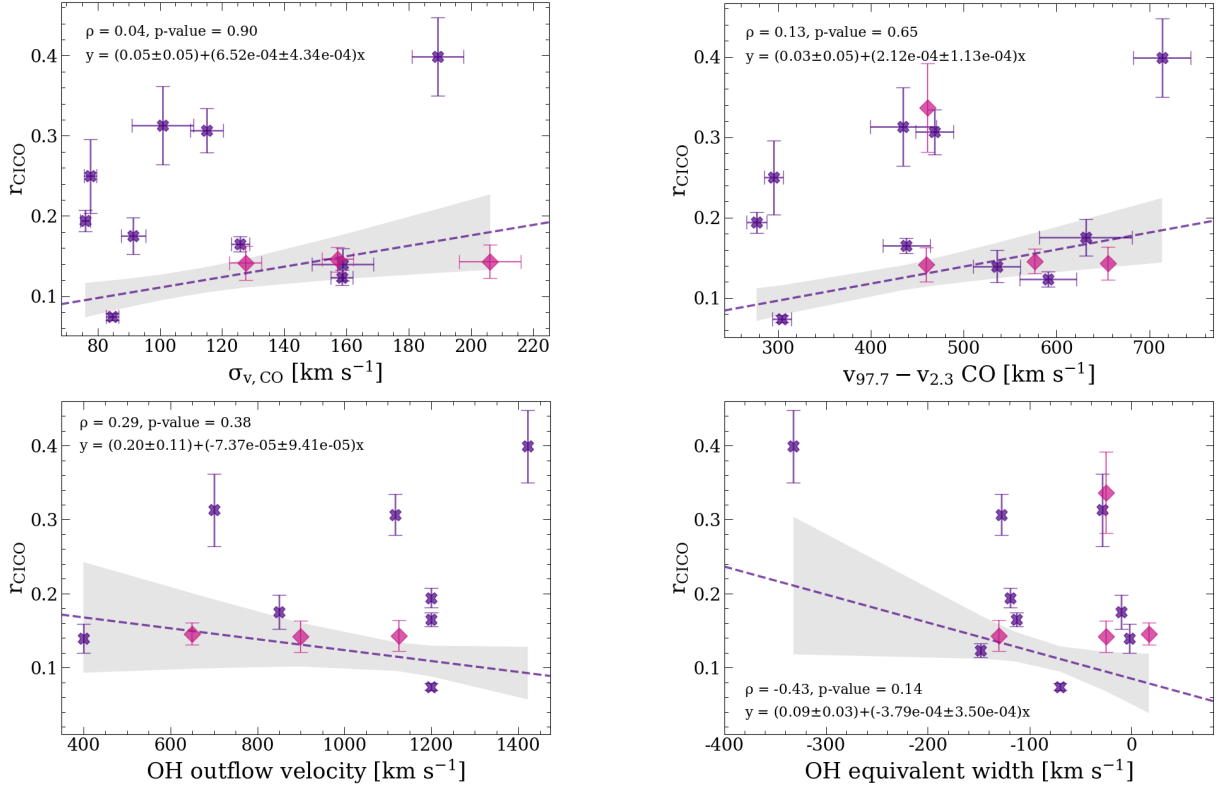 ρ = 0.04, p-value = 0.90
y = (0.05±0.05)+(6.52e-04±4.34e-04)x
0.4
0.3
0.2
0.1
r_CICO
80 100 120 140 160 180 200 220
σ_v, CO [km s⁻¹]
ρ = 0.13, p-value = 0.65
y = (0.03±0.05)+(2.12e-04±1.13e-04)x
0.4
0.3
0.2
0.1
r_CICO
300 400 500 600 700
v_97.7 − v_2.3 CO [km s⁻¹]
ρ = 0.29, p-value = 0.38
y = (0.20±0.11)+(-7.37e-05±9.41e-05)x
0.4
0.3
0.2
0.1
r_CICO
400 600 800 1000 1200 1400
OH outflow velocity [km s⁻¹]
0.4
0.3
0.2
0.1
r_CICO
ρ = -0.43, p-value = 0.14
y = (0.09±0.03)+(-3.79e-04±3.50e-04)x
-400 -300 -200 -100 0
OH equivalent width [km s⁻¹]